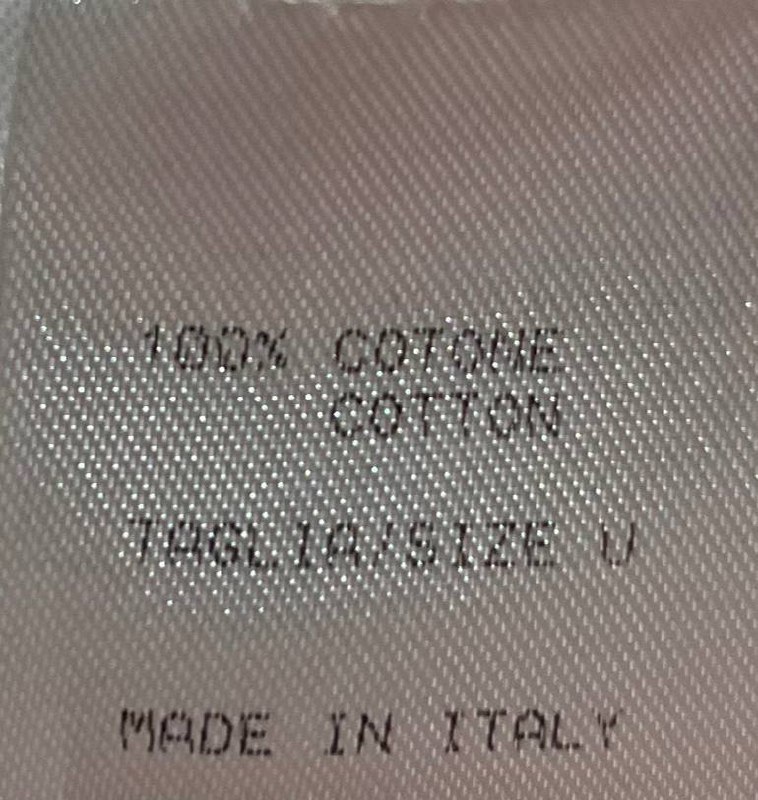 100% COTONE
COTTON
TAGLIA/SIZE U
MADE IN ITALY